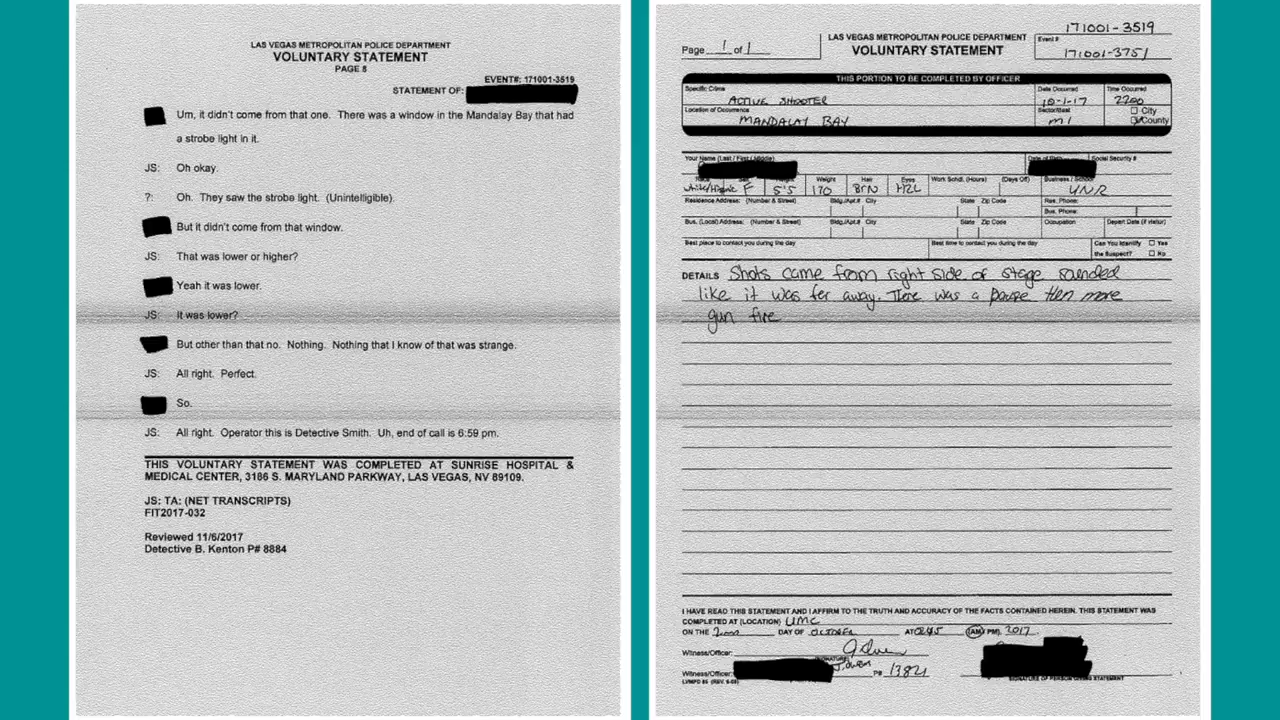 LAS VEGAS METROPOLITAN POLICE DEPARTMENT
VOLUNTARY STATEMENT
PAGE 8
EVENT#: 171001-3519
STATEMENT OF:
Um, it didn't come from that one. There was a window in the Mandalay Bay that had
a strobe light in it.
JS: Oh okay.
?: Oh. They saw the strobe light. (Unintelligible).
But it didn't come from that window.
JS: That was lower or higher?
Yeah it was lower.
JS: It was lower?
But other than that no. Nothing. Nothing that I know of that was strange.
JS: All right. Perfect.
So.
JS: All right. Operator this is Detective Smith. Uh, end of call is 6:59 pm.
THIS VOLUNTARY STATEMENT WAS COMPLETED AT SUNRISE HOSPITAL &
MEDICAL CENTER, 3186 S. MARYLAND PARKWAY, LAS VEGAS, NV 89109.
JS: TA: (NET TRANSCRIPTS)
FIT2017-032
Reviewed 11/6/2017
Detective B. Kenton P# 8884
171001-3519
Page 1 of 1
LAS VEGAS METROPOLITAN POLICE DEPARTMENT
VOLUNTARY STATEMENT
Event #
171001-3751
THIS PORTION TO BE COMPLETED BY OFFICER
Specific Crime Date Occurred Time Occurred
ACTIVE SHOOTER 10-1-17 2200
Location of Occurrence Sector/Beat City
MANDALAY BAY M1 County
Your Name (Last / First / Middle) Date of Birth Social Security #
Weight Hair Eyes Work Schdl. (Hours) (Days Off) Business / School
F 5'5 170 BRN HZL UNR
Residence Address: (Number & Street) Bldg./Apt.# City State Zip Code Res. Phone:
Bus. Phone:
Bus. (Local) Address: (Number & Street) Bldg./Apt.# City State Zip Code Occupation Depart Date (if visitor)
Best place to contact you during the day Best time to contact you during the day Can You Identify Yes
the Suspect? No
DETAILS Shots came from right side of stage sounded
like it was far away. There was a pause then more
gun fire
I HAVE READ THIS STATEMENT AND I AFFIRM TO THE TRUTH AND ACCURACY OF THE FACTS CONTAINED HEREIN. THIS STATEMENT WAS
COMPLETED AT (LOCATION) UMC
ON THE DAY OF OCTOBER AT (AM/ PM), 2017.
Witness/Officer:
(SIGNATURE)
Witness/Officer: J. Owen P# 13821
SIGNATURE OF PERSON GIVING STATEMENT